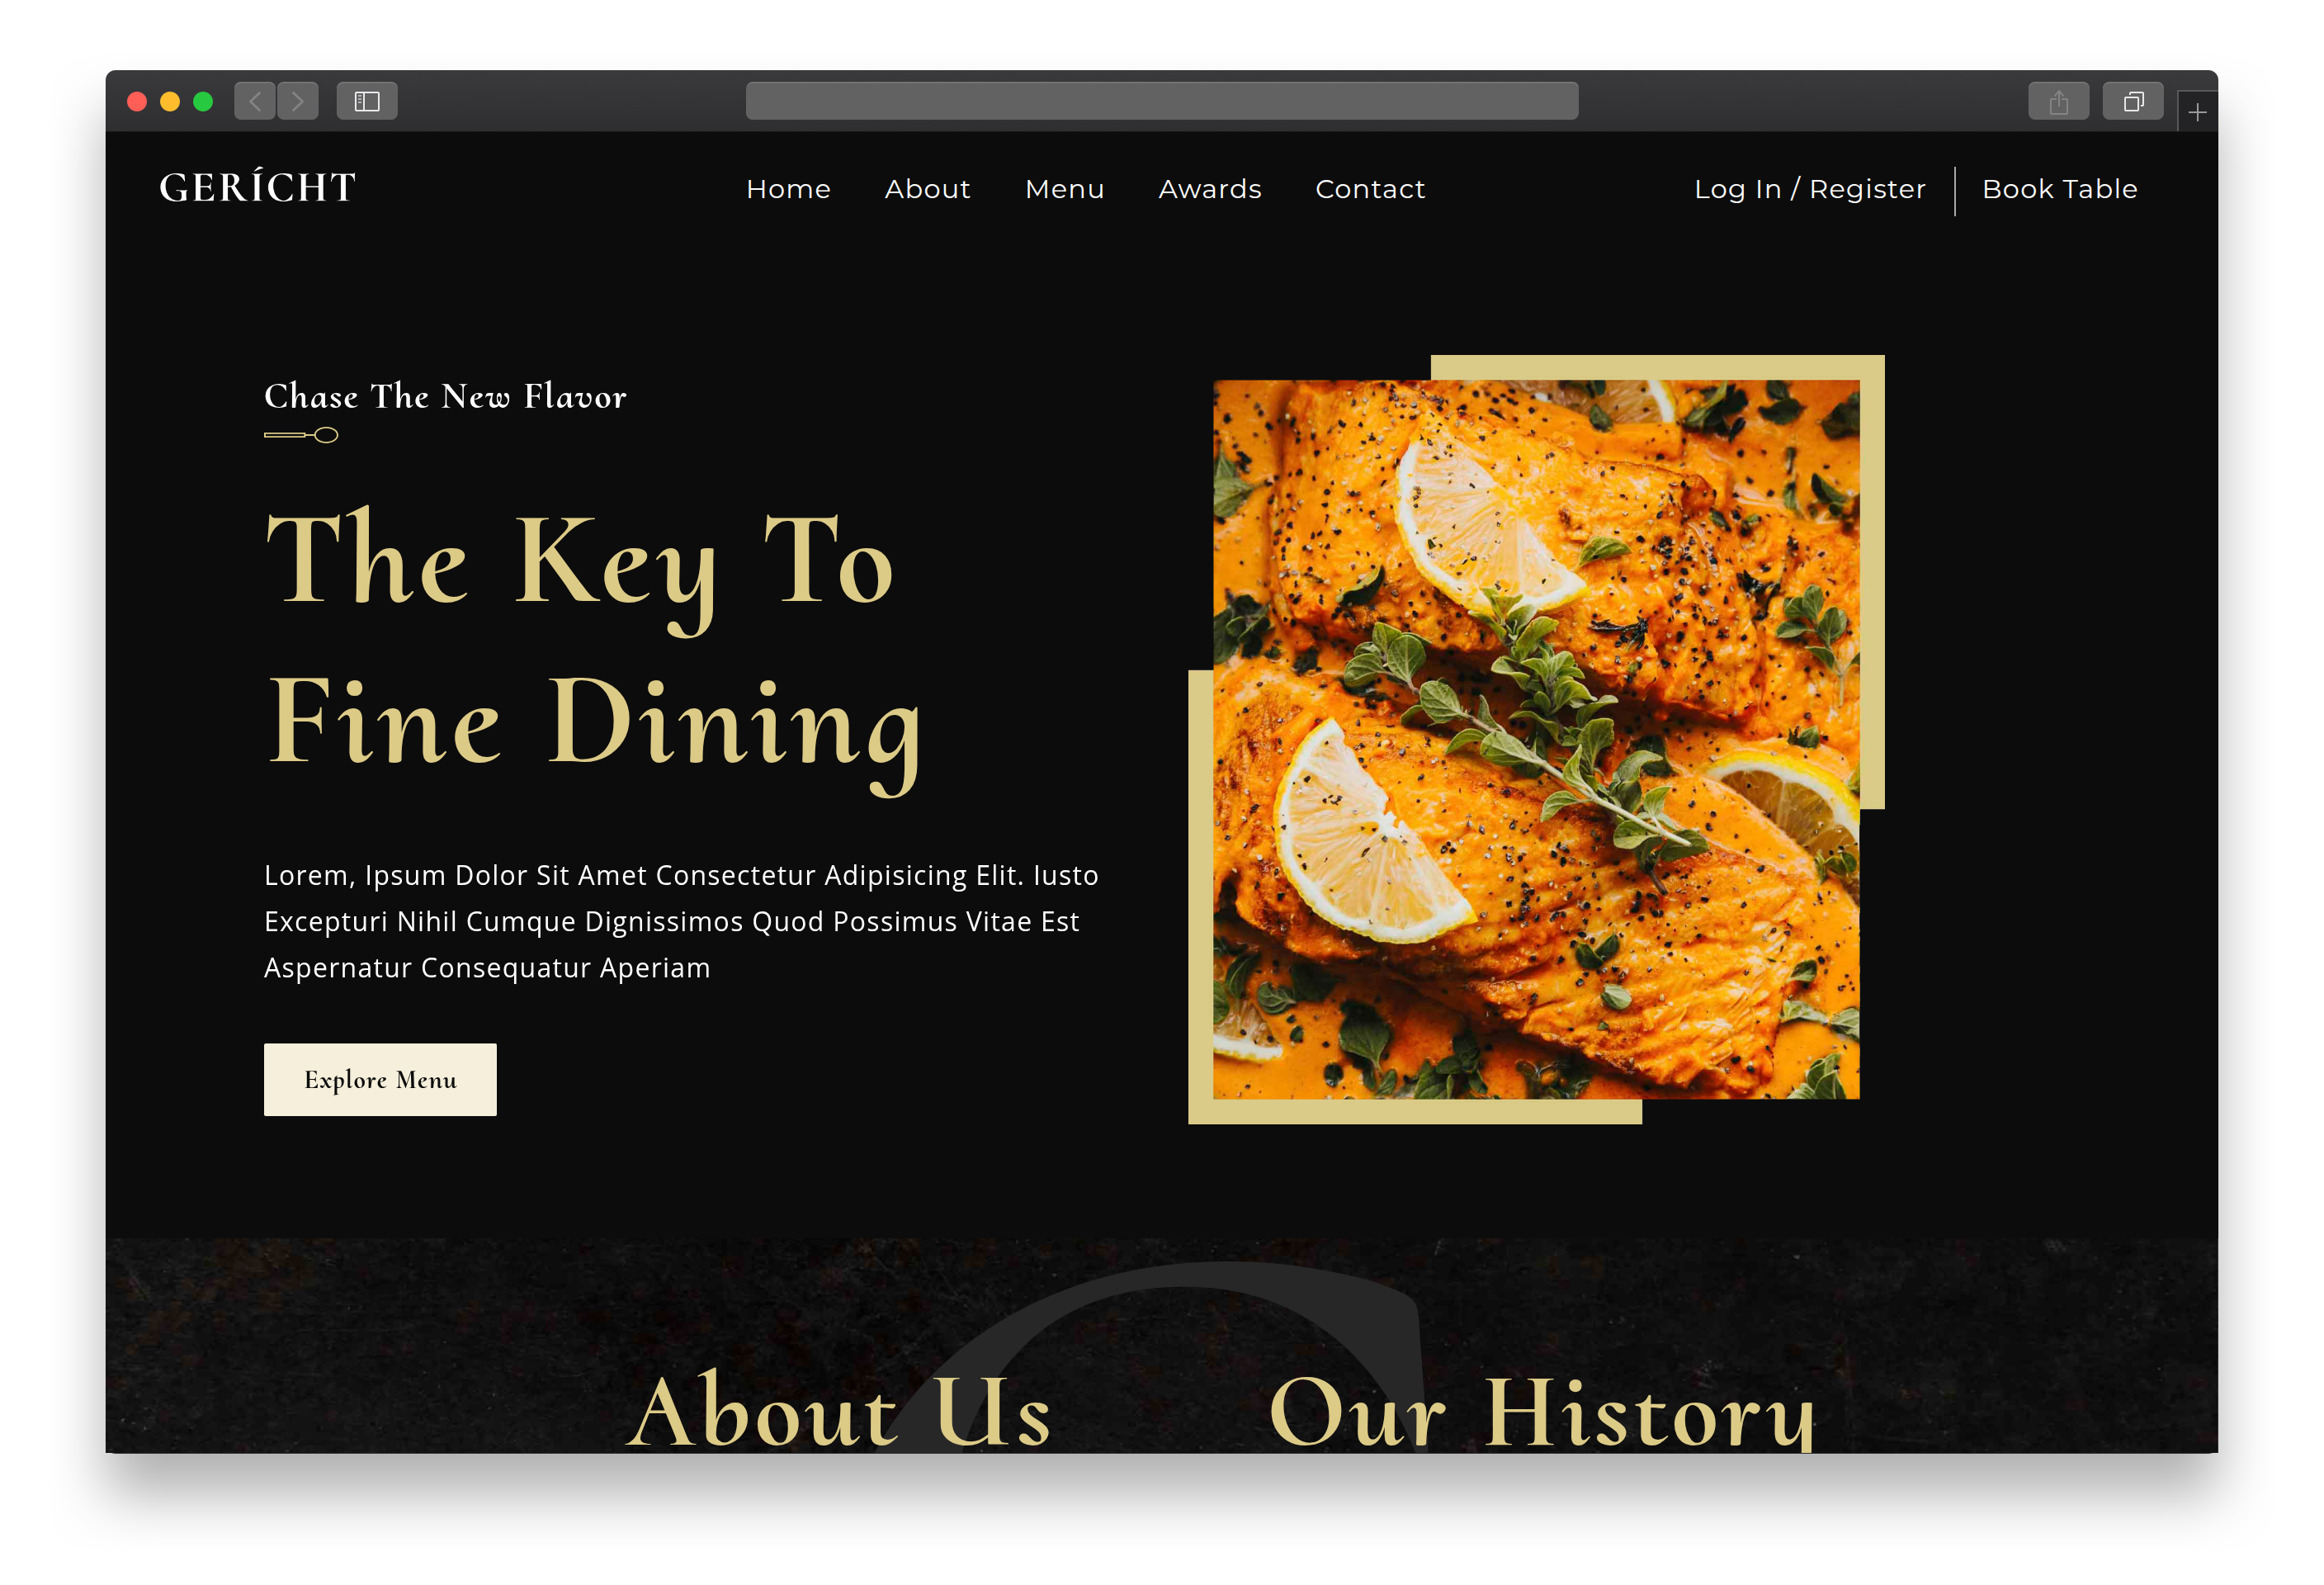 GERÍCHT
Home About Menu Awards Contact
Log In / Register Book Table
Chase The New Flavor
The Key To
Fine Dining
Lorem, Ipsum Dolor Sit Amet Consectetur Adipisicing Elit. Iusto
Excepturi Nihil Cumque Dignissimos Quod Possimus Vitae Est
Aspernatur Consequatur Aperiam
Explore Menu
G
About Us Our History